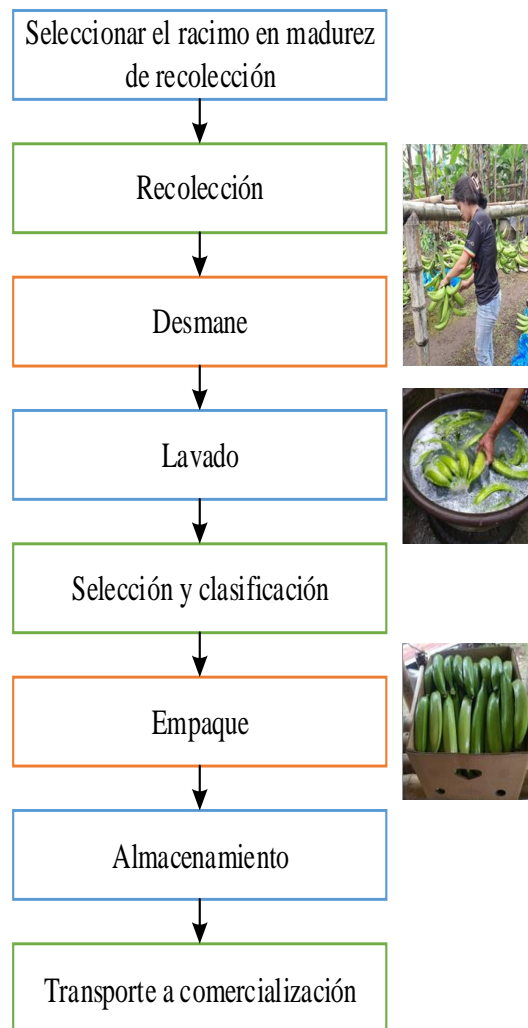 Seleccionar el racimo en madurez
de recolección
Recolección
Desmane
Lavado
Selección y clasificación
Empaque
Almacenamiento
Transporte a comercialización